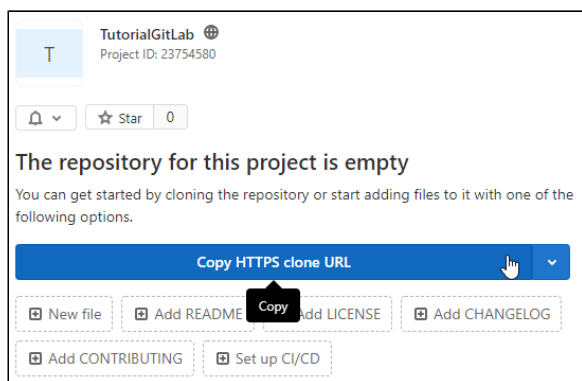 T
TutorialGitLab
Project ID: 23754580
Star 0
The repository for this project is empty
You can get started by cloning the repository or start adding files to it with one of the
following options.
Copy HTTPS clone URL
Copy
New file Add README Add LICENSE Add CHANGELOG
Add CONTRIBUTING Set up CI/CD